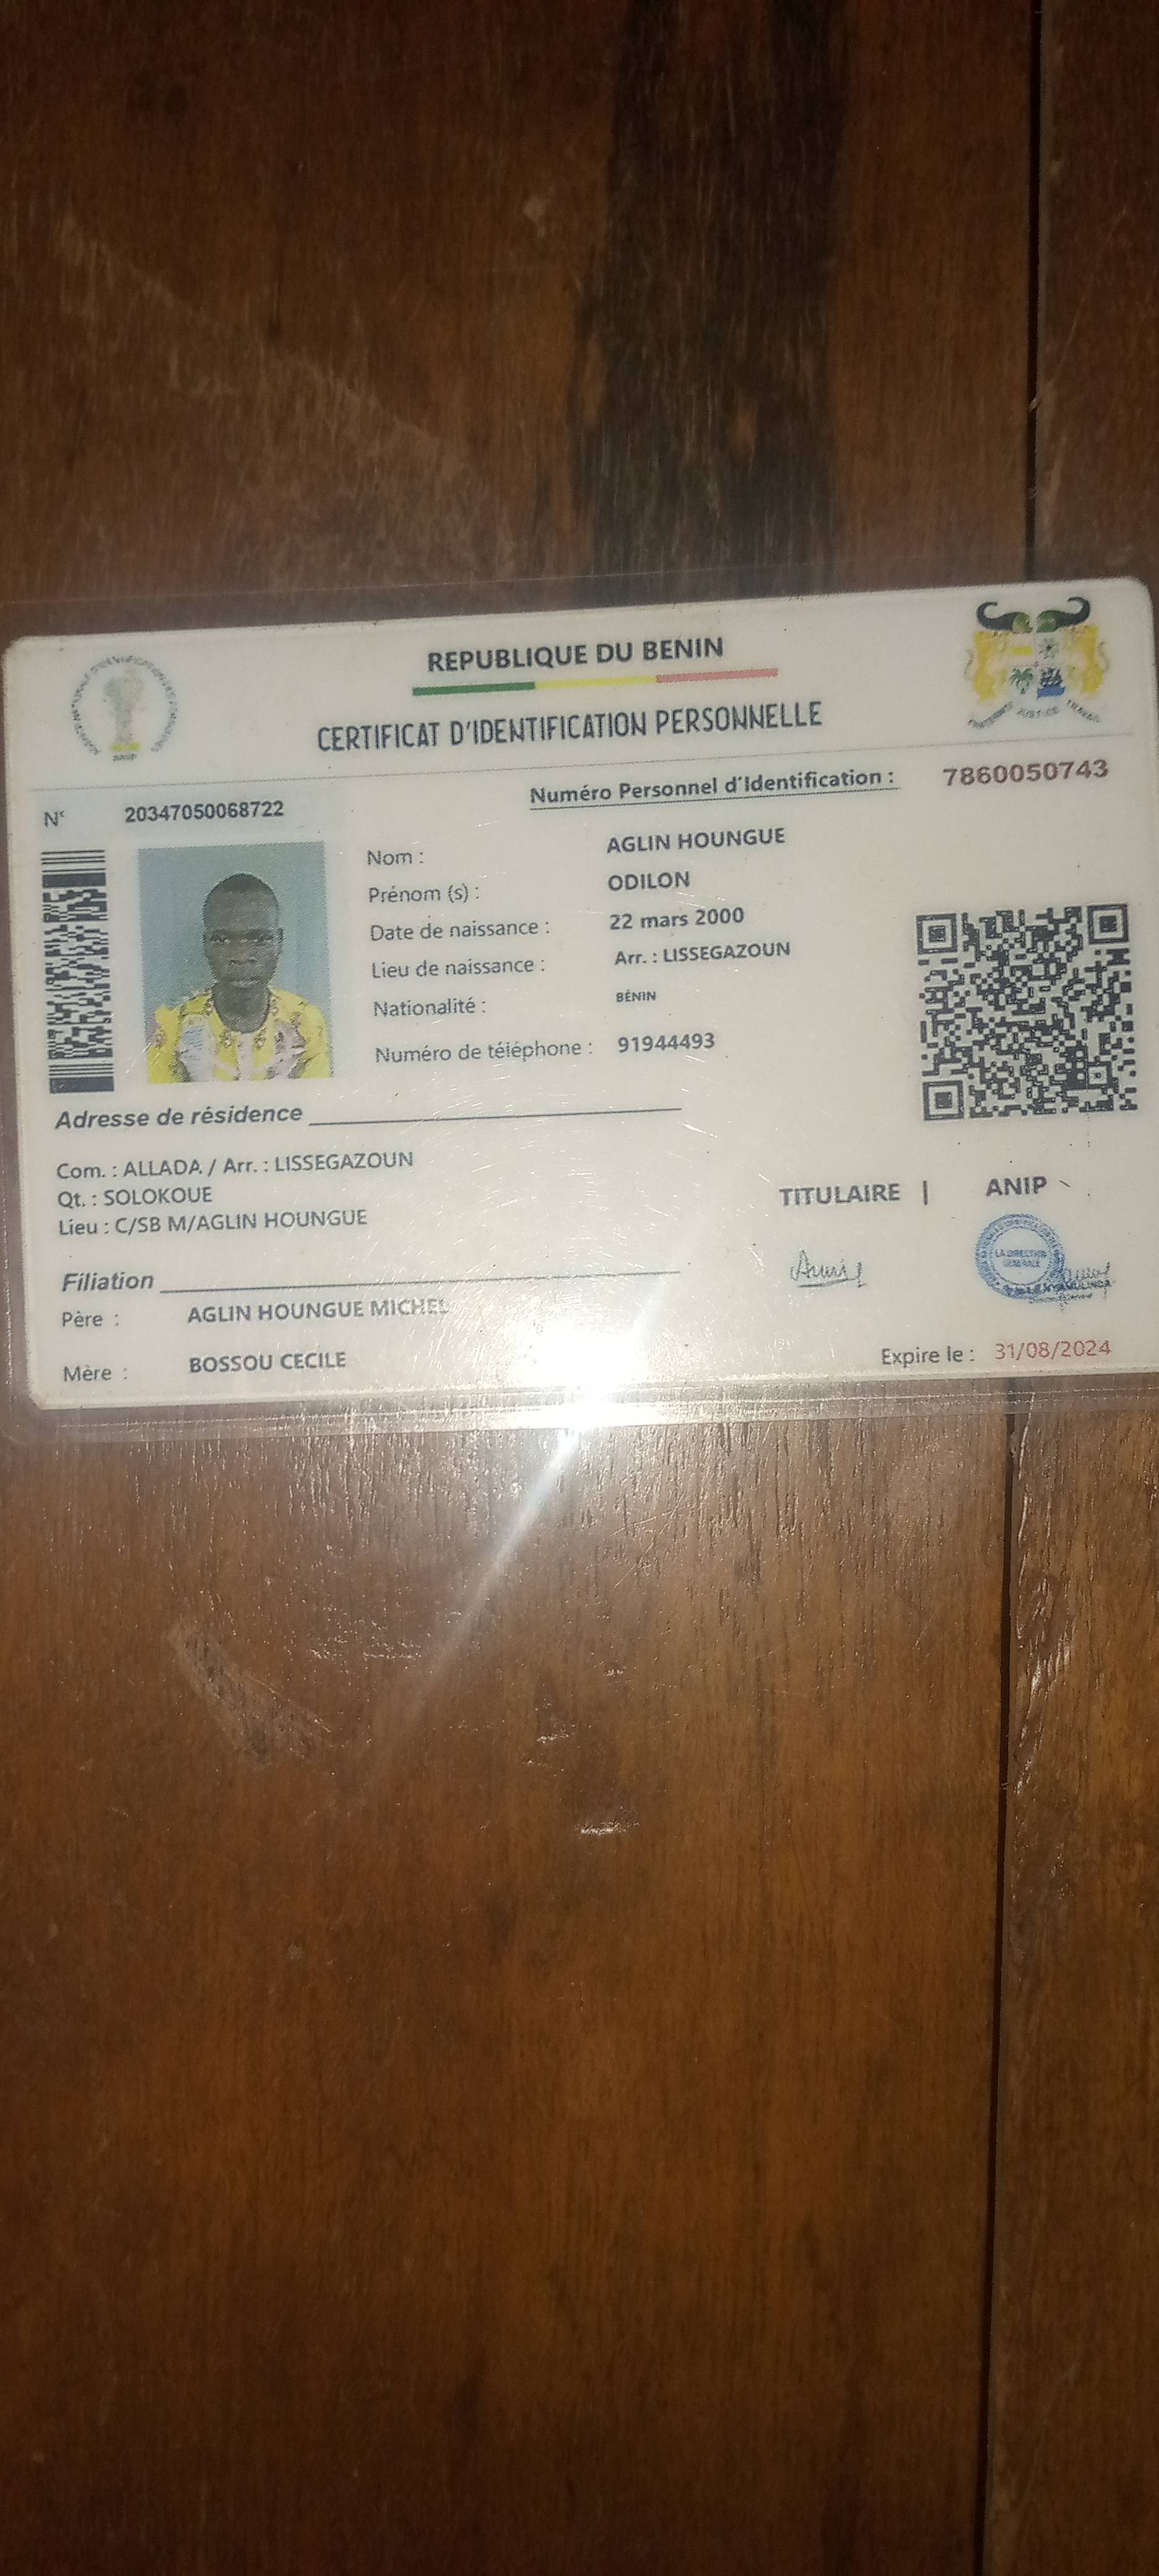 REPUBLIQUE DU BENIN
CERTIFICAT D'IDENTIFICATION PERSONNELLE
Numéro Personnel d'Identification : 7860050743
N° 20347050068722
Nom : AGLIN HOUNGUE
Prénom (s) : ODILON
Date de naissance : 22 mars 2000
Lieu de naissance : Arr. : LISSEGAZOUN
Nationalité : BÉNIN
Numéro de téléphone : 91944493
Adresse de résidence
Com. : ALLADA / Arr. : LISSEGAZOUN
Qt. : SOLOKOUE
Lieu : C/SB M/AGLIN HOUNGUE
TITULAIRE | ANIP
LA DIRECTION GENERALE
Filiation
Père : AGLIN HOUNGUE MICHEL
Mère : BOSSOU CECILE
Expire le : 31/08/2024